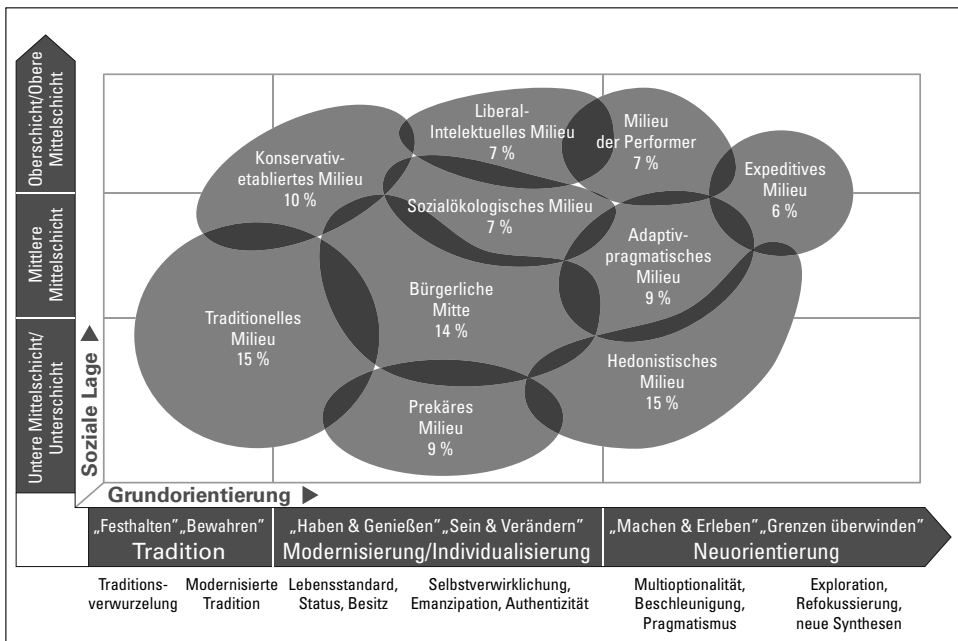 Oberschicht/Obere
Mittelschicht
Mittlere
Mittelschicht
Untere Mittelschicht/
Unterschicht
Soziale Lage
Konservativ-
etabliertes Milieu
10 %
Liberal-
Intelektuelles Milieu
7 %
Milieu
der Performer
7 %
Expeditives
Milieu
6 %
Sozialökologisches Milieu
7 %
Adaptiv-
pragmatisches
Milieu
9 %
Traditionelles
Milieu
15 %
Bürgerliche
Mitte
14 %
Hedonistisches
Milieu
15 %
Prekäres
Milieu
9 %
Grundorientierung
„Festhalten" „Bewahren"
Tradition
„Haben & Genießen" „Sein & Verändern"
Modernisierung/Individualisierung
„Machen & Erleben" „Grenzen überwinden"
Neuorientierung
Traditions-
verwurzelung
Modernisierte
Tradition
Lebensstandard,
Status, Besitz
Selbstverwirklichung,
Emanzipation, Authentizität
Multioptionalität,
Beschleunigung,
Pragmatismus
Exploration,
Refokussierung,
neue Synthesen